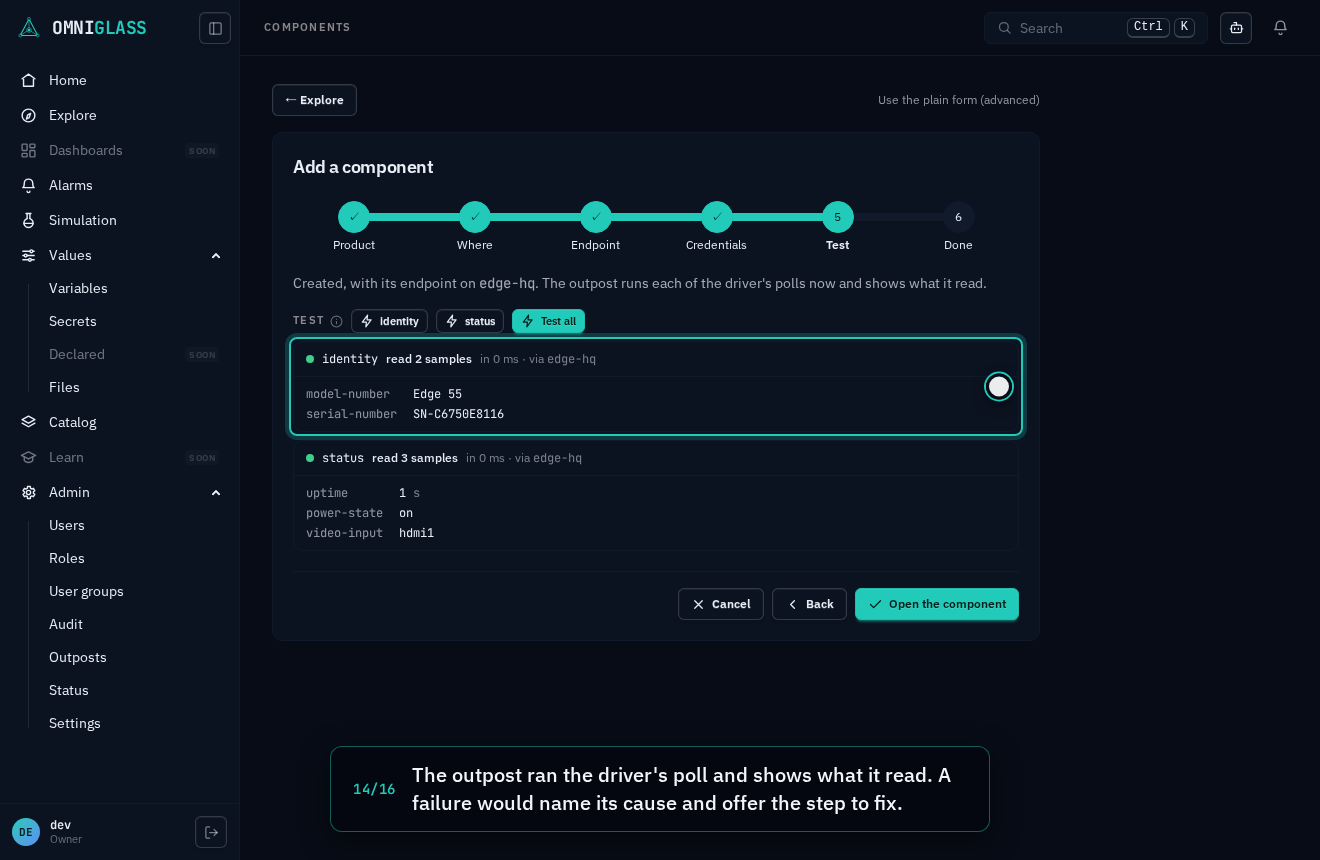 OMNIGLASS
COMPONENTS
Search
Ctrl K
Home
Explore
Dashboards SOON
Alarms
Simulation
Values
Variables
Secrets
Declared SOON
Files
Catalog
Learn SOON
Admin
Users
Roles
User groups
Audit
Outposts
Status
Settings
DE
dev
Owner
← Explore
Use the plain form (advanced)
Add a component
✓ ✓ ✓ ✓ 5 6
Product Where Endpoint Credentials Test Done
Created, with its endpoint on edge-hq. The outpost runs each of the driver's polls now and shows what it read.
TEST identity status Test all
identity read 2 samples in 0 ms · via edge-hq
model-number Edge 55
serial-number SN-C6750E8116
status read 3 samples in 0 ms · via edge-hq
uptime 1 s
power-state on
video-input hdmi1
Cancel Back Open the component
14/16
The outpost ran the driver's poll and shows what it read. A
failure would name its cause and offer the step to fix.